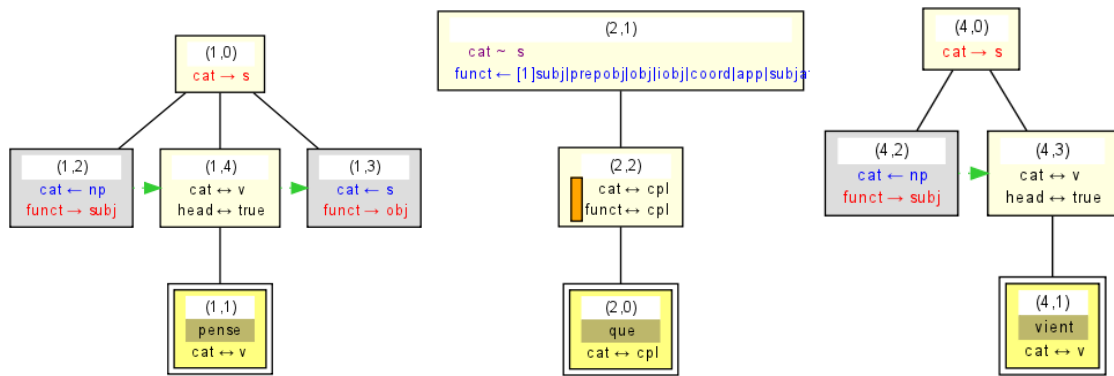 (1,0)
cat → s
(1,2)
cat ← np
funct → subj
(1,4)
cat ↔ v
head ↔ true
(1,3)
cat ← s
funct → obj
(1,1)
pense
cat ↔ v
(2,1)
cat ~ s
funct ← [1]subj|prepobj|obj|iobj|coord|app|subja
(2,2)
cat ↔ cpl
funct ↔ cpl
(2,0)
que
cat ↔ cpl
(4,0)
cat → s
(4,2)
cat ← np
funct → subj
(4,3)
cat ↔ v
head ↔ true
(4,1)
vient
cat ↔ v